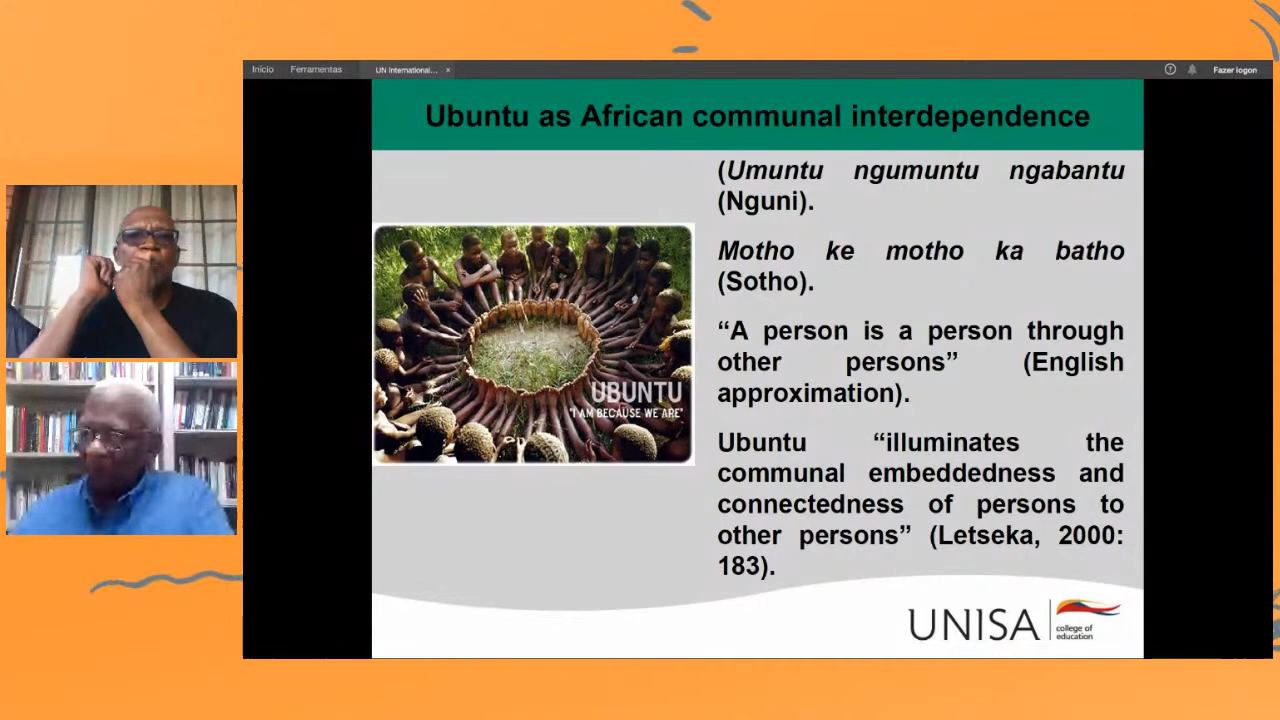 Início Ferramentas UN International... × Fazer logon
Ubuntu as African communal interdependence
(Umuntu ngumuntu ngabantu
(Nguni).
Motho ke motho ka batho
(Sotho).
“A person is a person through
other persons” (English
approximation).
Ubuntu “illuminates the
communal embeddedness and
connectedness of persons to
other persons” (Letseka, 2000:
183).
UBUNTU
"I AM BECAUSE WE ARE"
UNISA
college of
education